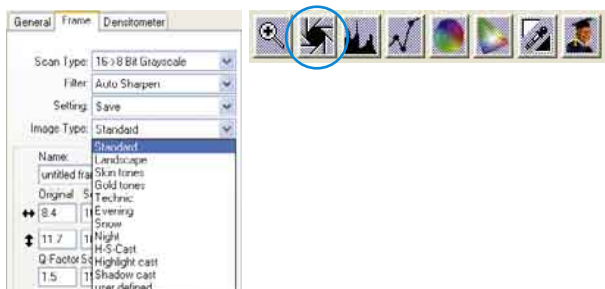 General Frame Densitometer
Scan Type: 16->8 Bit Grayscale
Filter: Auto Sharpen
Setting: Save
Image Type: Standard
Standard
Landscape
Skin tones
Gold tones
Technic
Evening
Snow
Night
H-S-Cast
Highlight cast
Shadow cast
user defined
Name:
untitled fra
Original
8.4
11.7
Q-Factor
1.5